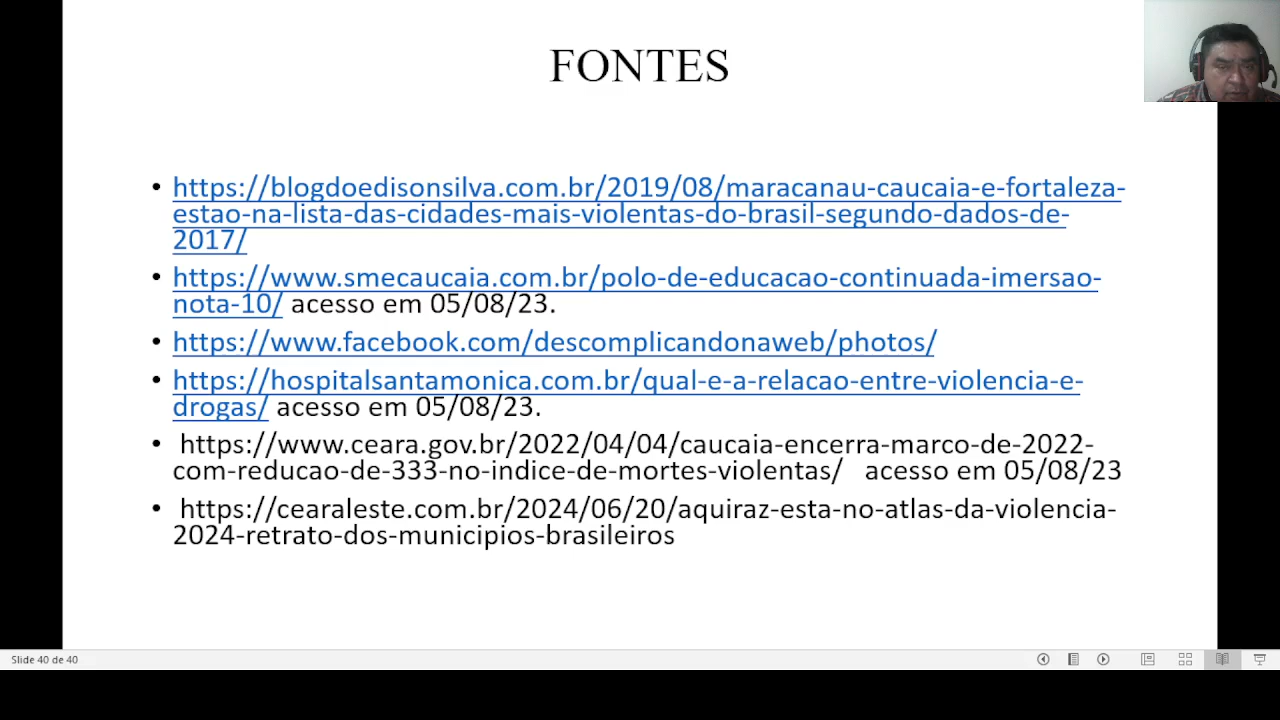 FONTES
• https://blogdoedisonsilva.com.br/2019/08/maracanau-caucaia-e-fortaleza-
estao-na-lista-das-cidades-mais-violentas-do-brasil-segundo-dados-de-
2017/
• https://www.smecaucaia.com.br/polo-de-educacao-continuada-imersao-
nota-10/ acesso em 05/08/23.
• https://www.facebook.com/descomplicandonaweb/photos/
• https://hospitalsantamonica.com.br/qual-e-a-relacao-entre-violencia-e-
drogas/ acesso em 05/08/23.
• https://www.ceara.gov.br/2022/04/04/caucaia-encerra-marco-de-2022-
com-reducao-de-333-no-indice-de-mortes-violentas/ acesso em 05/08/23
• https://cearaleste.com.br/2024/06/20/aquiraz-esta-no-atlas-da-violencia-
2024-retrato-dos-municipios-brasileiros
Slide 40 de 40